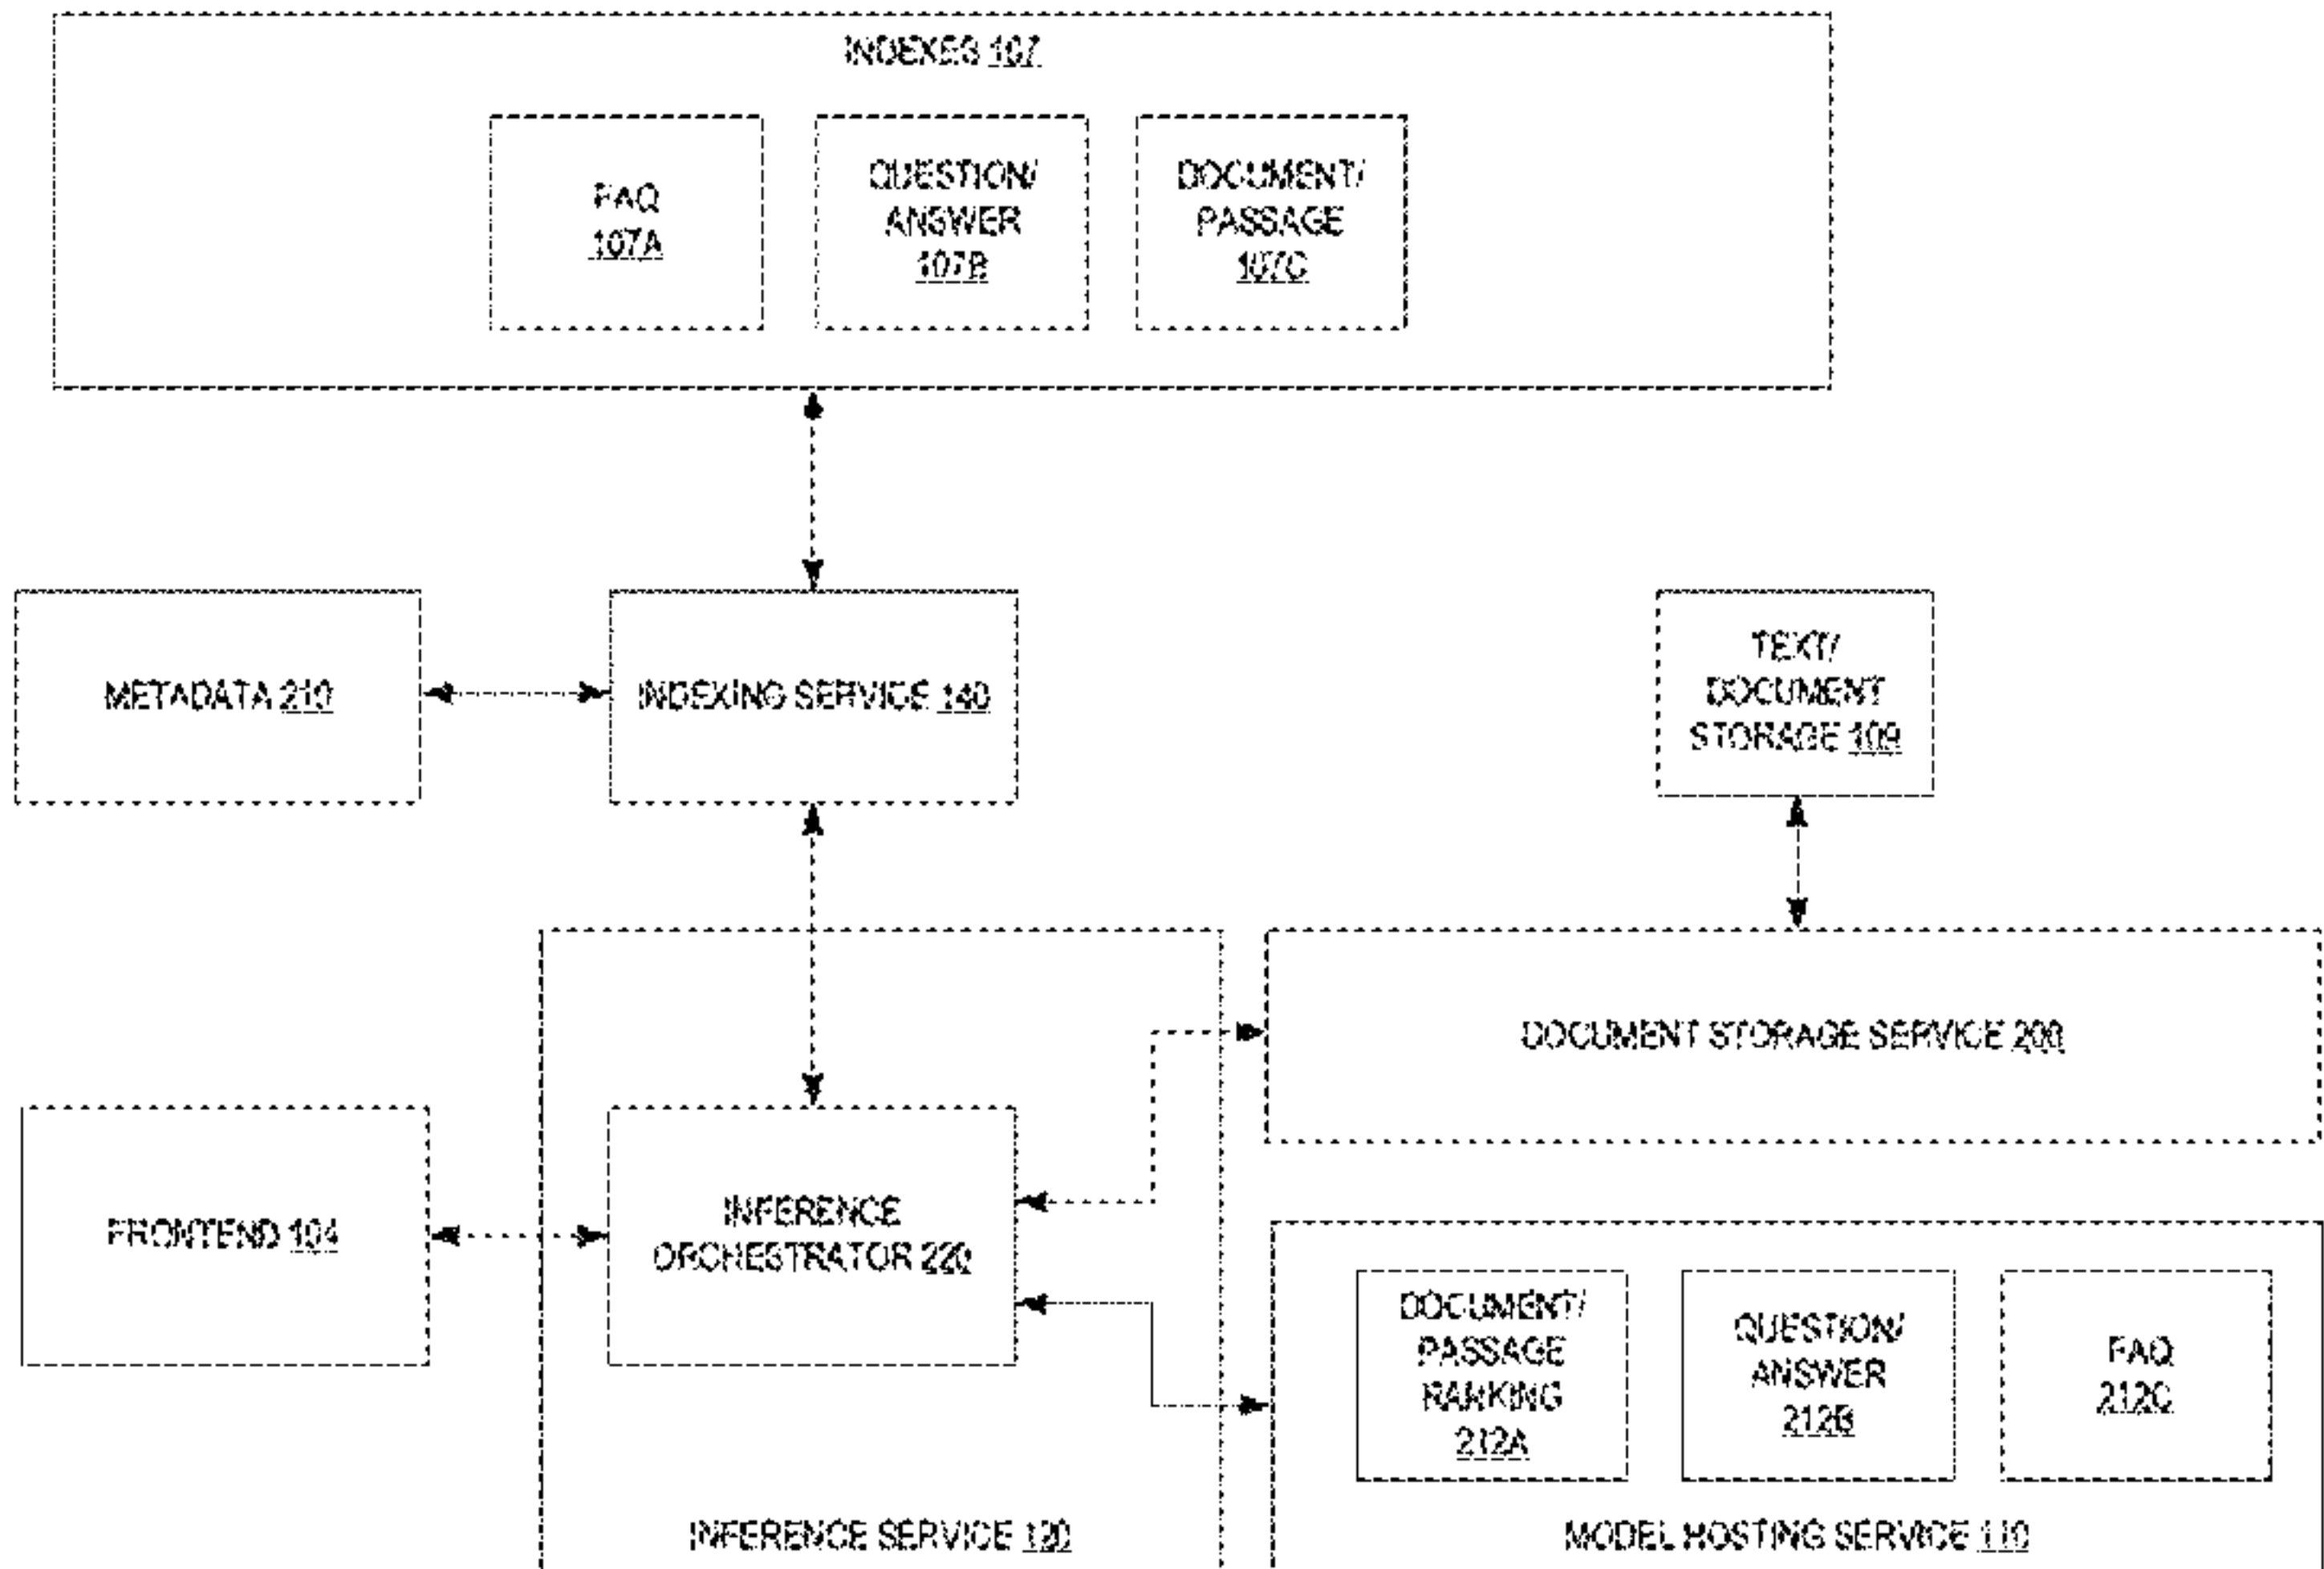 INDEXES 107
FAQ
107A
QUESTION/
ANSWER
107B
DOCUMENT/
PASSAGE
107C
METADATA 210
INDEXING SERVICE 140
TEXT/
DOCUMENT
STORAGE 109
DOCUMENT STORAGE SERVICE 208
FRONTEND 104
INFERENCE
ORCHESTRATOR 220
DOCUMENT/
PASSAGE
RANKING
212A
QUESTION/
ANSWER
212B
FAQ
212C
INFERENCE SERVICE 120
MODEL HOSTING SERVICE 110